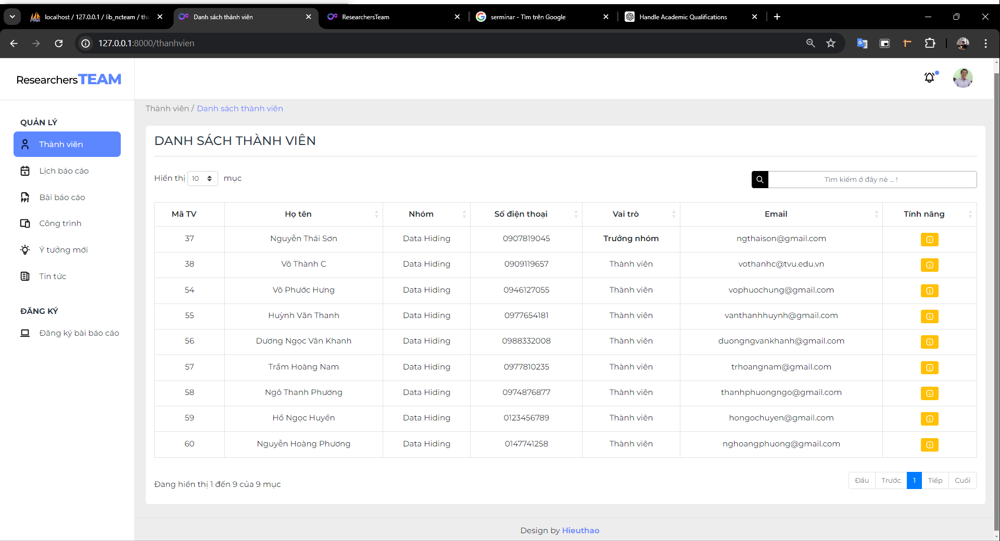 localhost / 127.0.0.1 / lib_ncteam / tha
Danh sách thành viên
ResearchersTeam
serminar - Tìm trên Google
Handle Academic Qualifications
127.0.0.1:8000/thanhvien
ResearchersTEAM
Thành viên / Danh sách thành viên
QUẢN LÝ
Thành viên
Lịch báo cáo
PPT Bài báo cáo
Công trình
Ý tưởng mới
Tin tức
ĐĂNG KÝ
Đăng ký bài báo cáo
DANH SÁCH THÀNH VIÊN
Hiển thị 10 mục
Tìm kiếm ở đây nè ... !
Mã TV Họ tên Nhóm Số điện thoại Vai trò Email Tính năng
37 Nguyễn Thái Sơn Data Hiding 0907819045 Trưởng nhóm ngthaison@gmail.com
38 Võ Thành C Data Hiding 0909119657 Thành viên vothanhc@tvu.edu.vn
54 Võ Phước Hưng Data Hiding 0946127055 Thành viên vophuochung@gmail.com
55 Huỳnh Văn Thanh Data Hiding 0977654181 Thành viên vanthanhhuynh@gmail.com
56 Dương Ngọc Vân Khanh Data Hiding 0988332008 Thành viên duongngvankhanh@gmail.com
57 Trầm Hoàng Nam Data Hiding 0977810235 Thành viên trhoangnam@gmail.com
58 Ngô Thanh Phương Data Hiding 0974876877 Thành viên thanhphuongngo@gmail.com
59 Hồ Ngọc Huyền Data Hiding 0123456789 Thành viên hongochuyen@gmail.com
60 Nguyễn Hoàng Phương Data Hiding 0147741258 Thành viên nghoangphuong@gmail.com
Đang hiển thị 1 đến 9 của 9 mục
Đầu Trước 1 Tiếp Cuối
Design by Hieuthao